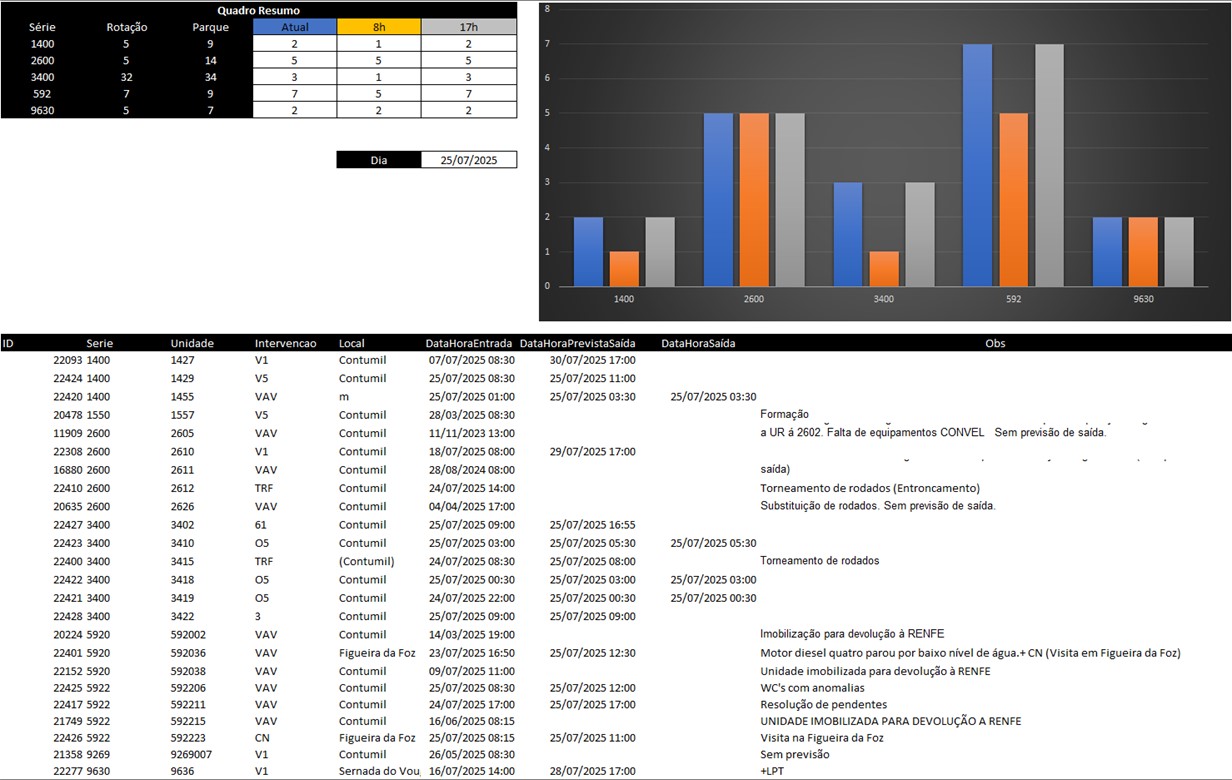 Quadro Resumo
Série Rotação Parque Atual 8h 17h
1400 5 9 2 1 2
2600 5 14 5 5 5
3400 32 34 3 1 3
592 7 9 7 5 7
9630 5 7 2 2 2
Dia 25/07/2025
8
7
6
5
4
3
2
1
0
1400 2600 3400 592 9630
ID Serie Unidade Intervencao Local DataHoraEntrada DataHoraPrevistaSaída DataHoraSaída Obs
22093 1400 1427 V1 Contumil 07/07/2025 08:30 30/07/2025 17:00
22424 1400 1429 V5 Contumil 25/07/2025 08:30 25/07/2025 11:00
22420 1400 1455 VAV m 25/07/2025 01:00 25/07/2025 03:30 25/07/2025 03:30
20478 1550 1557 V5 Contumil 28/03/2025 08:30 Formação
11909 2600 2605 VAV Contumil 11/11/2023 13:00 a UR á 2602. Falta de equipamentos CONVEL Sem previsão de saída.
22308 2600 2610 V1 Contumil 18/07/2025 08:00 29/07/2025 17:00
16880 2600 2611 VAV Contumil 28/08/2024 08:00 saída)
22410 2600 2612 TRF Contumil 24/07/2025 14:00 Torneamento de rodados (Entroncamento)
20635 2600 2626 VAV Contumil 04/04/2025 17:00 Substituição de rodados. Sem previsão de saída.
22427 3400 3402 61 Contumil 25/07/2025 09:00 25/07/2025 16:55
22423 3400 3410 O5 Contumil 25/07/2025 03:00 25/07/2025 05:30 25/07/2025 05:30
22400 3400 3415 TRF (Contumil) 24/07/2025 08:30 25/07/2025 08:00 Torneamento de rodados
22422 3400 3418 O5 Contumil 25/07/2025 00:30 25/07/2025 03:00 25/07/2025 03:00
22421 3400 3419 O5 Contumil 24/07/2025 22:00 25/07/2025 00:30 25/07/2025 00:30
22428 3400 3422 3 Contumil 25/07/2025 09:00 25/07/2025 09:00
20224 5920 592002 VAV Contumil 14/03/2025 19:00 Imobilização para devolução à RENFE
22401 5920 592036 VAV Figueira da Foz 23/07/2025 16:50 25/07/2025 12:30 Motor diesel quatro parou por baixo nível de água.+ CN (Visita em Figueira da Foz)
22152 5920 592038 VAV Contumil 09/07/2025 11:00 Unidade imobilizada para devolução à RENFE
22425 5922 592206 VAV Contumil 25/07/2025 08:30 25/07/2025 12:00 WC's com anomalias
22417 5922 592211 VAV Contumil 24/07/2025 17:00 25/07/2025 17:00 Resolução de pendentes
21749 5922 592215 VAV Contumil 16/06/2025 08:15 UNIDADE IMOBILIZADA PARA DEVOLUÇÃO A RENFE
22426 5922 592223 CN Figueira da Foz 25/07/2025 08:15 25/07/2025 11:00 Visita na Figueira da Foz
21358 9269 9269007 V1 Contumil 26/05/2025 08:30 Sem previsão
22277 9630 9636 V1 Sernada do Vou 16/07/2025 14:00 28/07/2025 17:00 +LPT